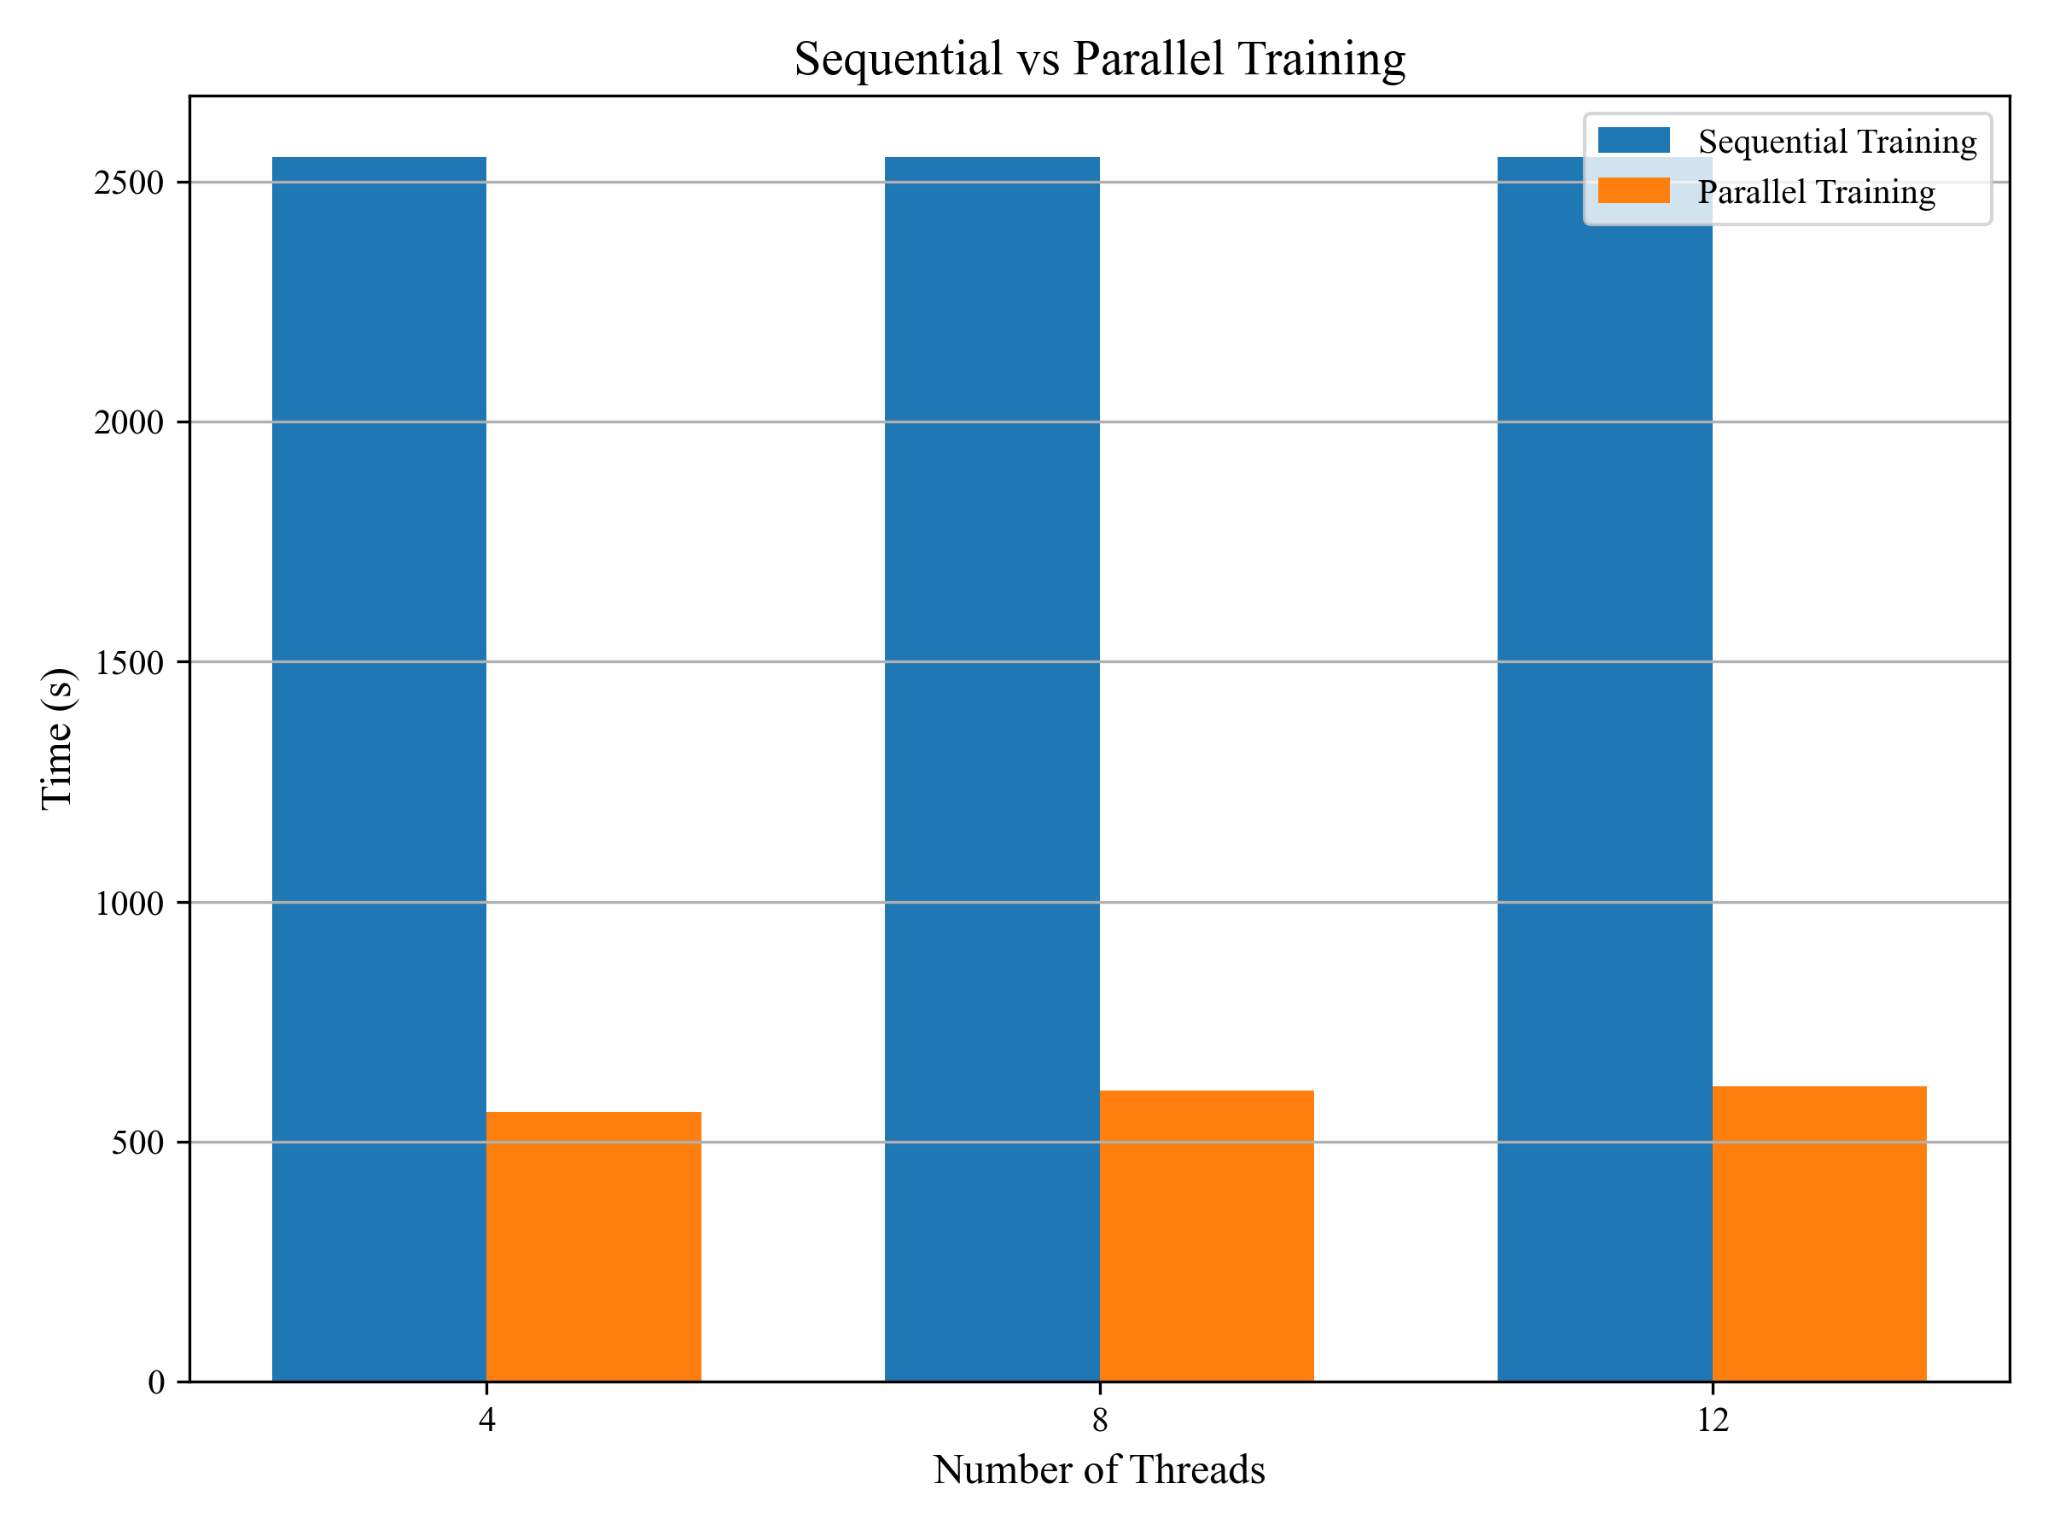 Sequential vs Parallel Training
Sequential Training
Parallel Training
2500
2000
1500
1000
500
0
Time (s)
4
8
12
Number of Threads